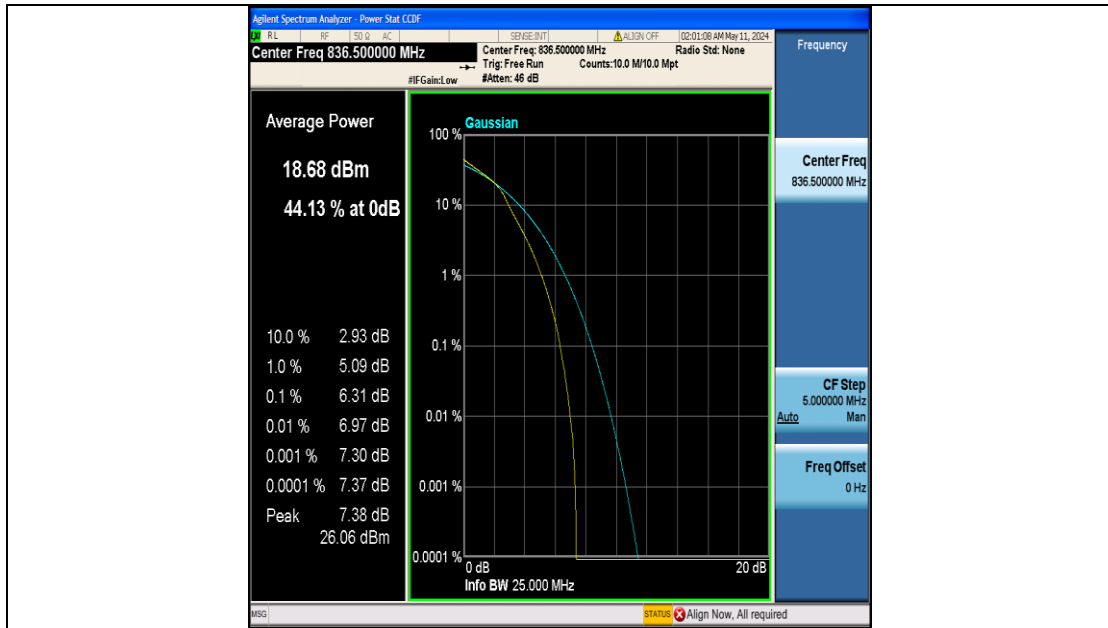 Agilent Spectrum Analyzer - Power Stat CCDF
RL RF 50 Ω AC SENSE:INT ALIGN OFF 02:01:08 AM May 11, 2024
Center Freq 836.500000 MHz
Center Freq: 836.500000 MHz Radio Std: None
Trig: Free Run Counts:10.0 M/10.0 Mpt
#IFGain:Low #Atten: 46 dB
Frequency
Average Power
18.68 dBm
44.13 % at 0dB
10.0 % 2.93 dB
1.0 % 5.09 dB
0.1 % 6.31 dB
0.01 % 6.97 dB
0.001 % 7.30 dB
0.0001 % 7.37 dB
Peak 7.38 dB
26.06 dBm
Gaussian
100 %
10 %
1 %
0.1 %
0.01 %
0.001 %
0.0001 %
0 dB 20 dB
Info BW 25.000 MHz
Center Freq
836.500000 MHz
CF Step
5.000000 MHz
Auto Man
Freq Offset
0 Hz
MSG STATUS Align Now, All required